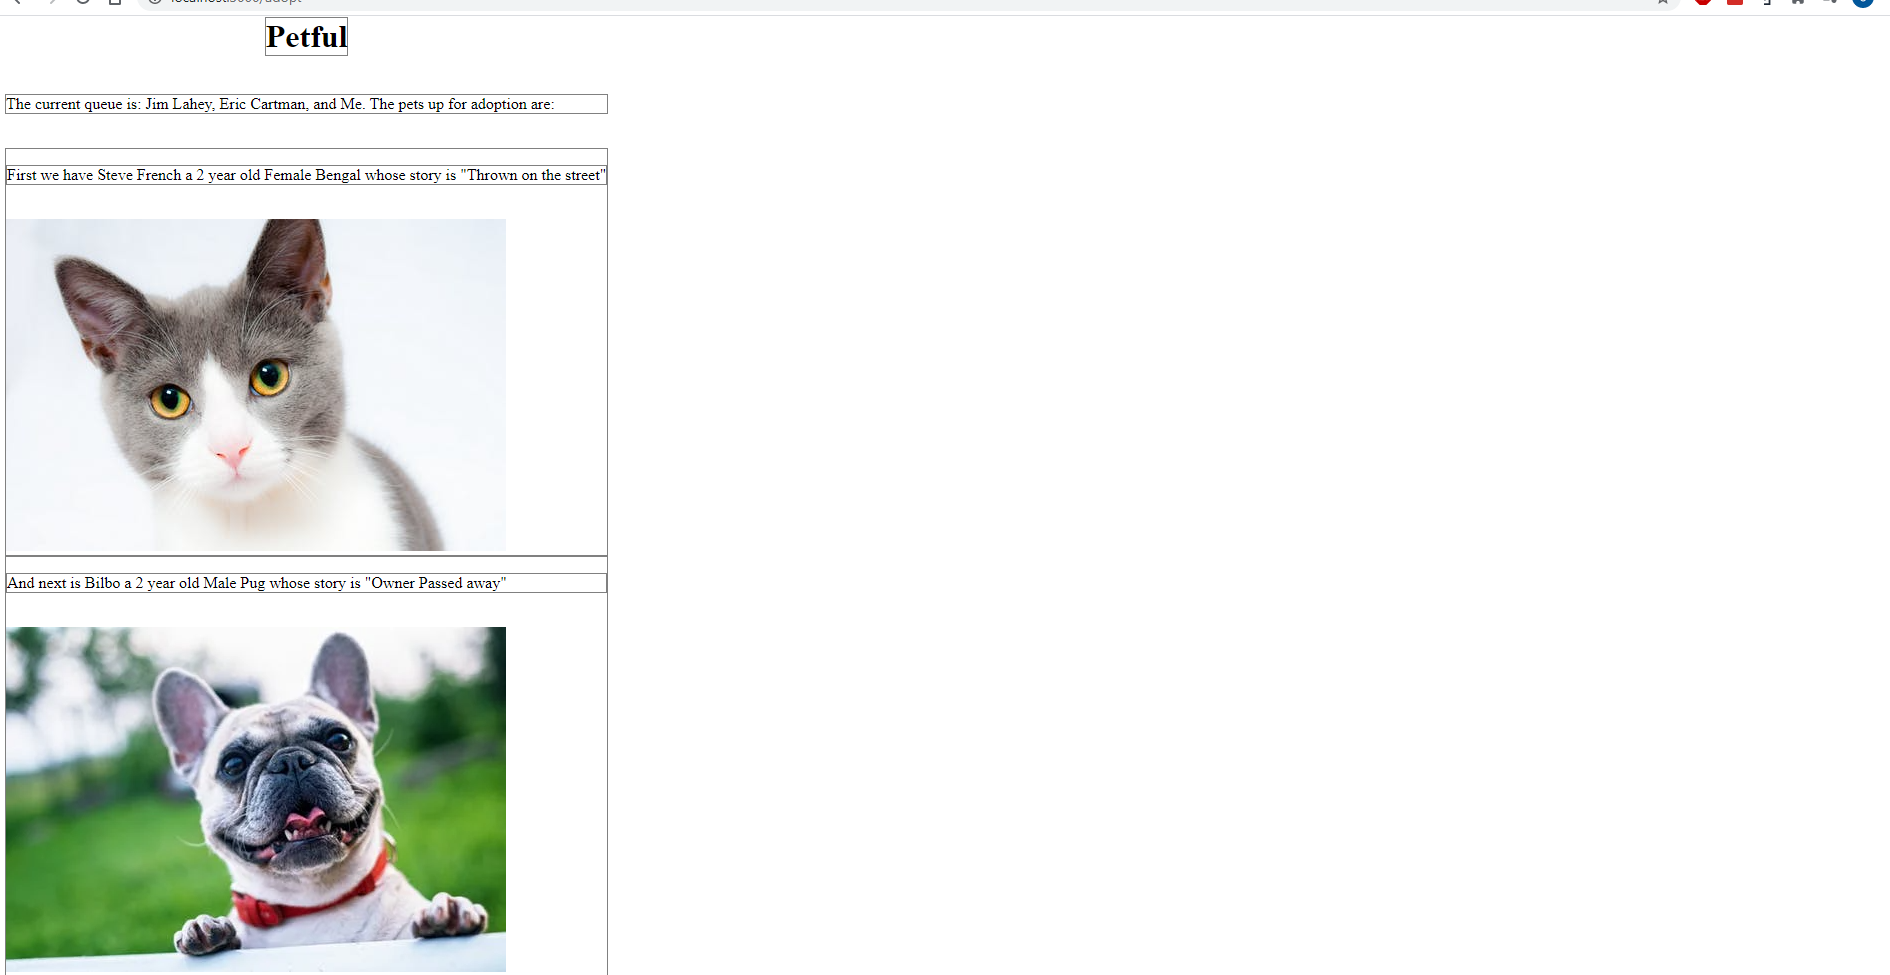 Petful
The current queue is: Jim Lahey, Eric Cartman, and Me. The pets up for adoption are:
First we have Steve French a 2 year old Female Bengal whose story is "Thrown on the street"
And next is Bilbo a 2 year old Male Pug whose story is "Owner Passed away"